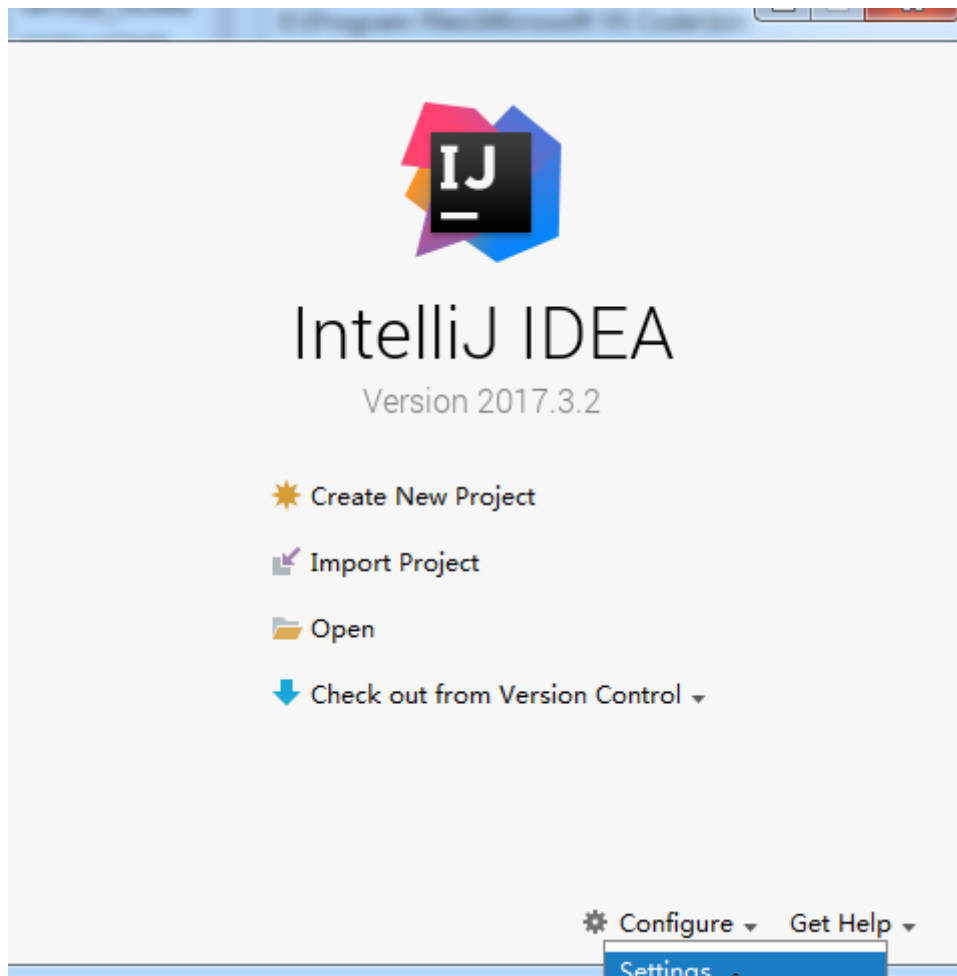 IJ
IntelliJ IDEA
Version 2017.3.2
Create New Project
Import Project
Open
Check out from Version Control
Configure Get Help
Settings